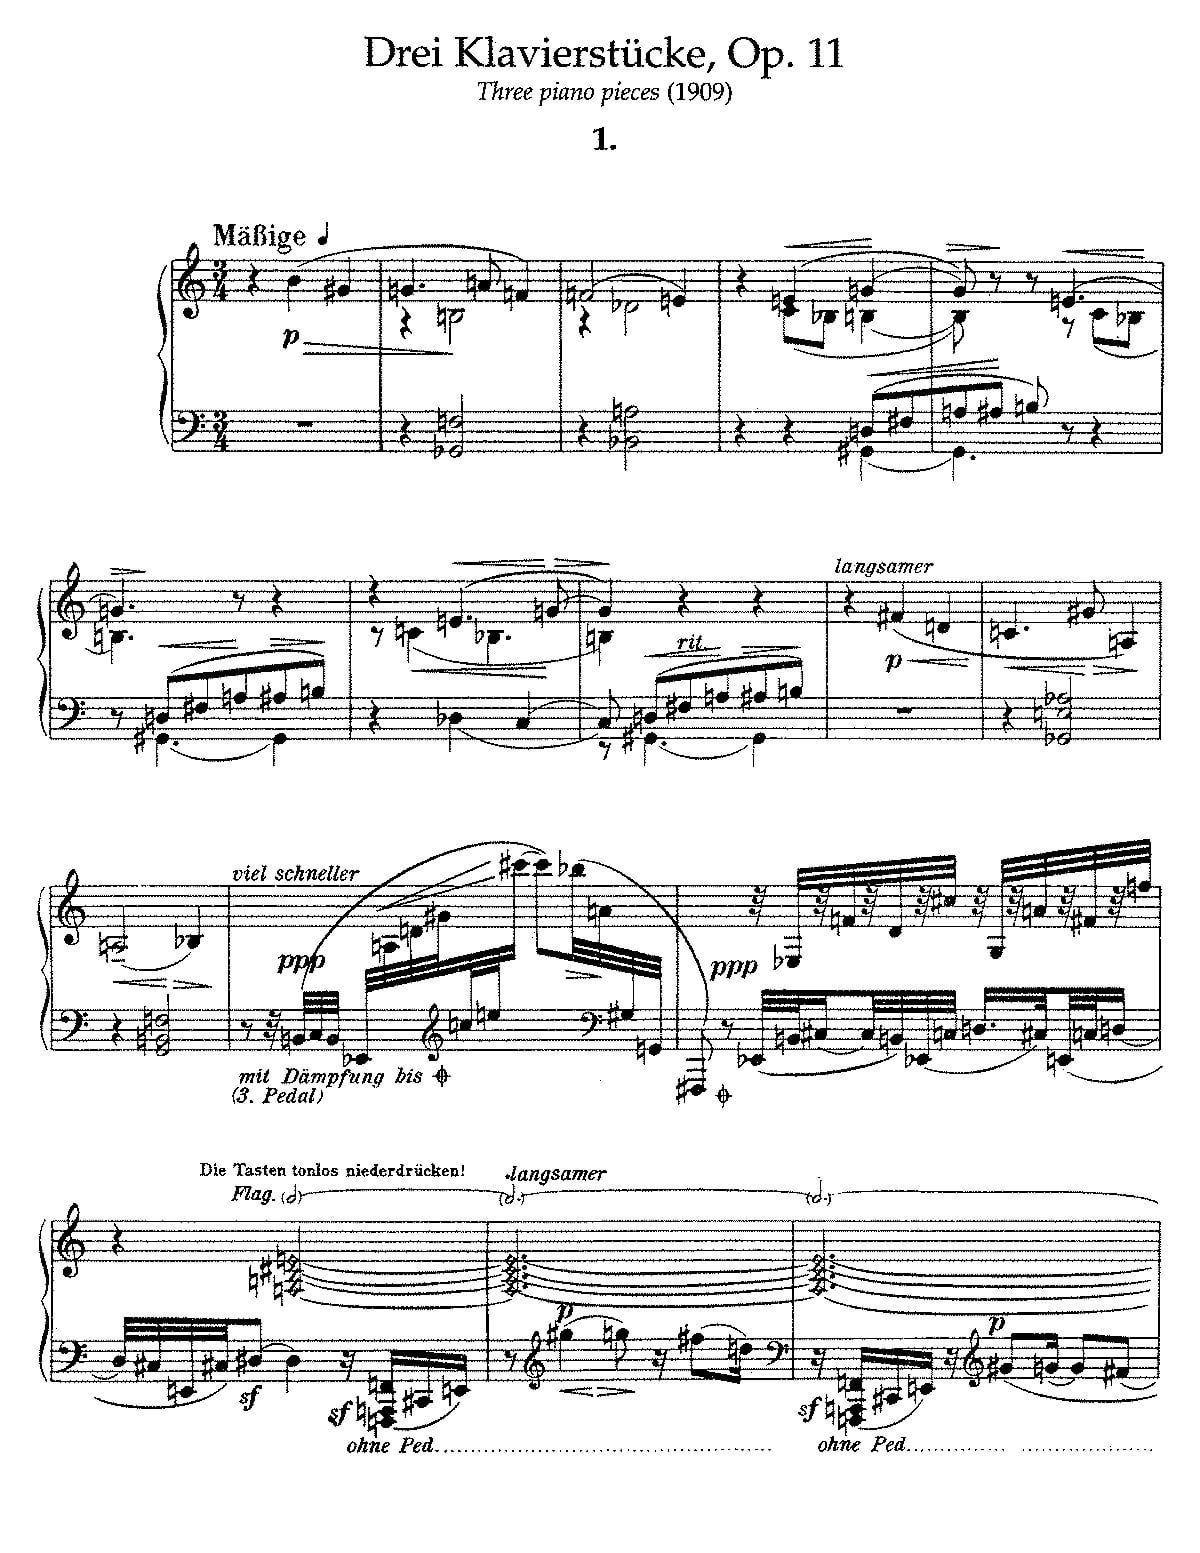 Drei Klavierstücke, Op. 11
Three piano pieces (1909)
1.
Mäßige
3 4
p
3 4
langsamer
rit.
p
viel schneller
ppp
ppp
mit Dämpfung bis
(3. Pedal)
Die Tasten tonlos niederdrücken!
Flag.
langsamer
p
p
sf
sf
sf
ohne Ped.
ohne Ped.